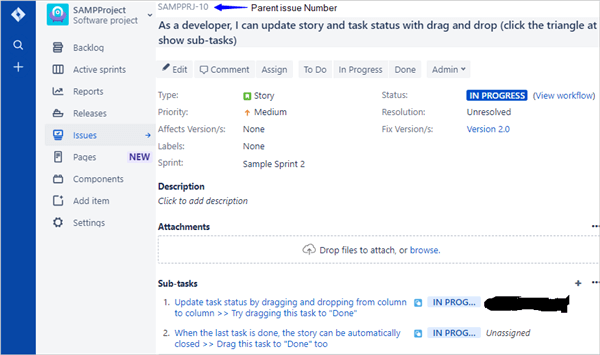 SAMPProject
Software project
Backlog
Active sprints
Reports
Releases
Issues
Pages NEW
Components
Add item
Settings
SAMPPRJ-10 Parent issue Number
As a developer, I can update story and task status with drag and drop (click the triangle at
show sub-tasks)
Edit Comment Assign To Do In Progress Done Admin
Type: Story Status: IN PROGRESS (View workflow)
Priority: Medium Resolution: Unresolved
Affects Version/s: None Fix Version/s: Version 2.0
Labels: None
Sprint: Sample Sprint 2
Description
Click to add description
Attachments
Drop files to attach, or browse.
Sub-tasks
1. Update task status by dragging and dropping from column IN PROG...
to column >> Try dragging this task to "Done"
2. When the last task is done, the story can be automatically IN PROG... Unassigned
closed >> Drag this task to "Done" too